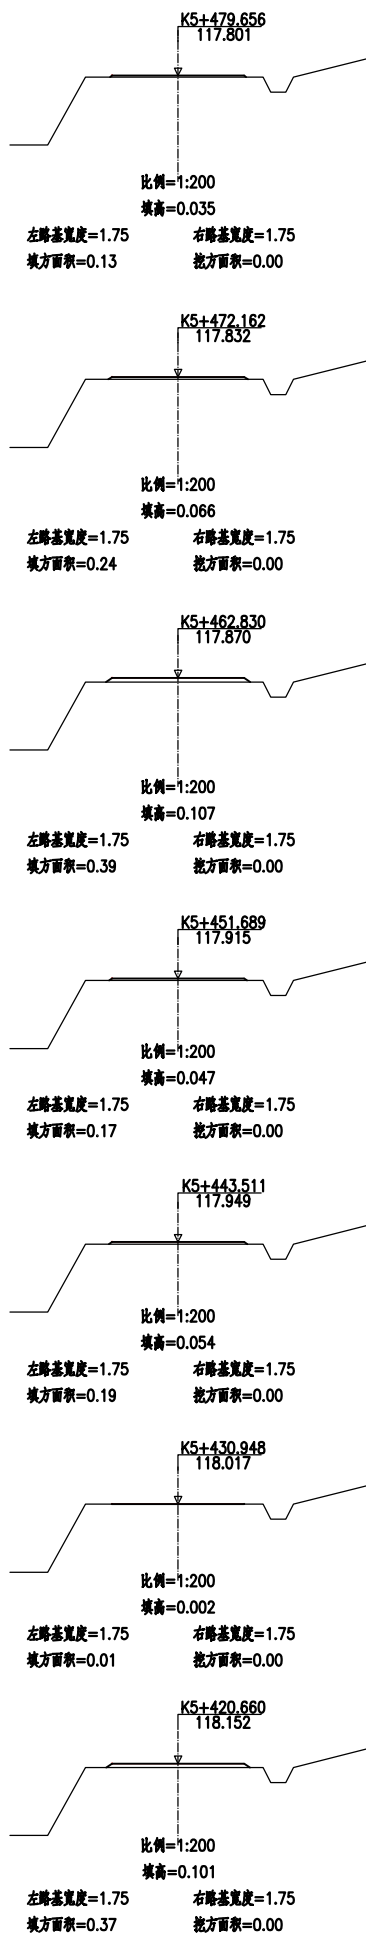 K5+479.656
117.801
比例=1:200
填高=0.035
左路基宽度=1.75 右路基宽度=1.75
填方面积=0.13 挖方面积=0.00
K5+472.162
117.832
比例=1:200
填高=0.066
左路基宽度=1.75 右路基宽度=1.75
填方面积=0.24 挖方面积=0.00
K5+462.830
117.870
比例=1:200
填高=0.107
左路基宽度=1.75 右路基宽度=1.75
填方面积=0.39 挖方面积=0.00
K5+451.689
117.915
比例=1:200
填高=0.047
左路基宽度=1.75 右路基宽度=1.75
填方面积=0.17 挖方面积=0.00
K5+443.511
117.949
比例=1:200
填高=0.054
左路基宽度=1.75 右路基宽度=1.75
填方面积=0.19 挖方面积=0.00
K5+430.948
118.017
比例=1:200
填高=0.002
左路基宽度=1.75 右路基宽度=1.75
填方面积=0.01 挖方面积=0.00
K5+420.660
118.152
比例=1:200
填高=0.101
左路基宽度=1.75 右路基宽度=1.75
填方面积=0.37 挖方面积=0.00